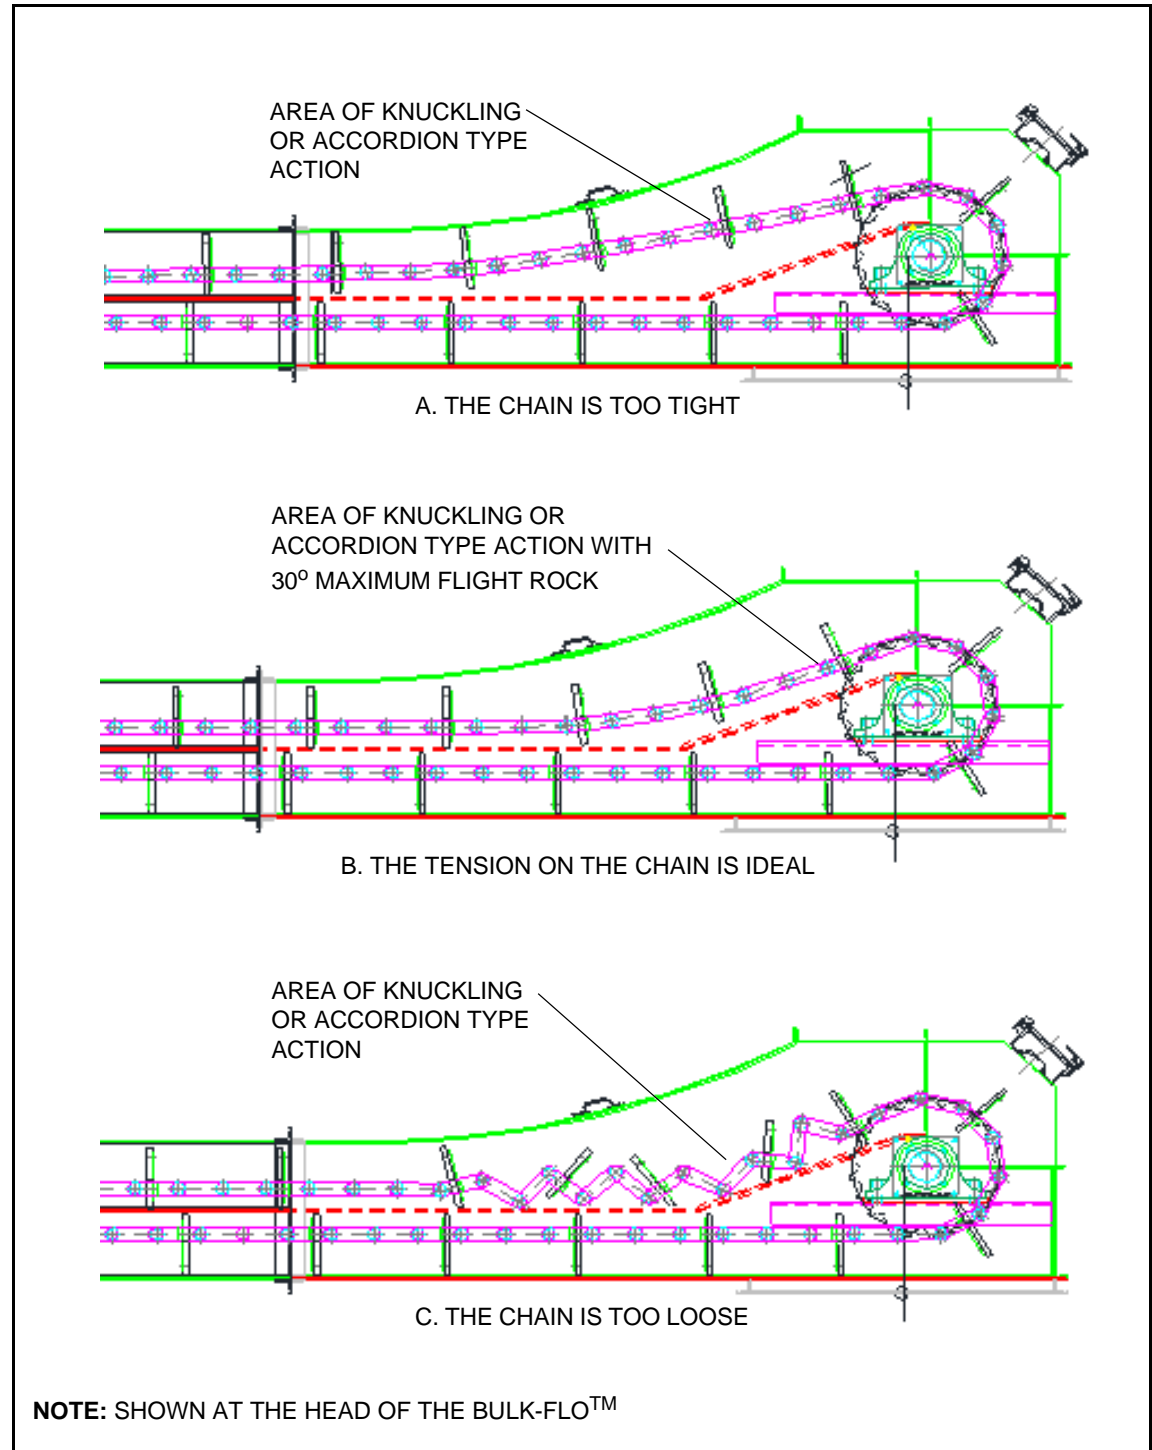 AREA OF KNUCKLING
OR ACCORDION TYPE
ACTION
A. THE CHAIN IS TOO TIGHT
AREA OF KNUCKLING OR
ACCORDION TYPE ACTION WITH
30º MAXIMUM FLIGHT ROCK
B. THE TENSION ON THE CHAIN IS IDEAL
AREA OF KNUCKLING
OR ACCORDION TYPE
ACTION
C. THE CHAIN IS TOO LOOSE
NOTE: SHOWN AT THE HEAD OF THE BULK-FLO™